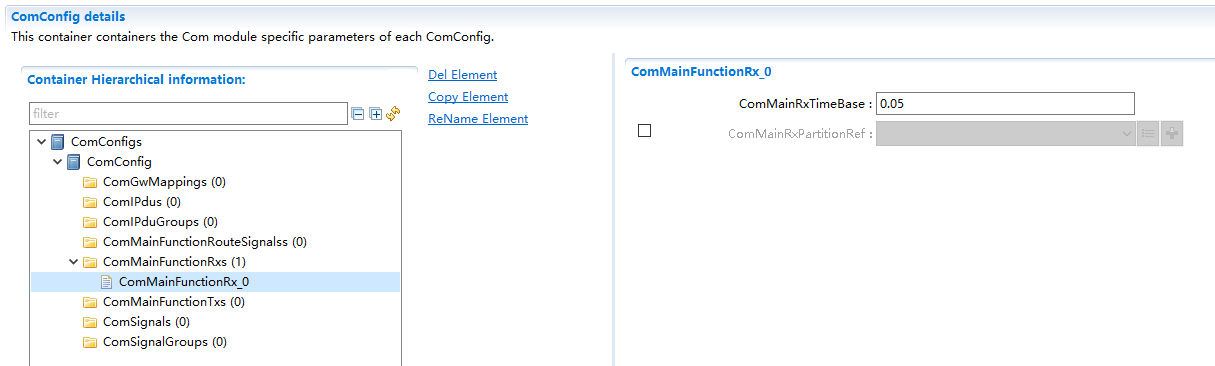 ComConfig details
This container containers the Com module specific parameters of each ComConfig.
Container Hierarchical information:
filter
ComConfigs
ComConfig
ComGwMappings (0)
ComIPdus (0)
ComIPduGroups (0)
ComMainFunctionRouteSignalss (0)
ComMainFunctionRxs (1)
ComMainFunctionRx_0
ComMainFunctionTxs (0)
ComSignals (0)
ComSignalGroups (0)
Del Element
Copy Element
ReName Element
ComMainFunctionRx_0
ComMainRxTimeBase : 0.05
ComMainRxPartitionRef :